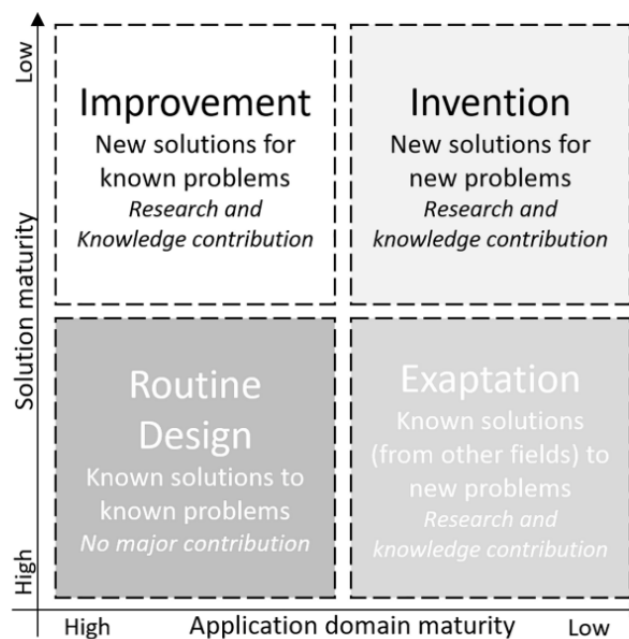 Low
Solution maturity
High
Improvement
New solutions for
known problems
Research and
Knowledge contribution
Invention
New solutions for
new problems
Research and
knowledge contribution
Routine
Design
Known solutions to
known problems
No major contribution
Exaptation
Known solutions
(from other fields) to
new problems
Research and
knowledge contribution
High Application domain maturity Low